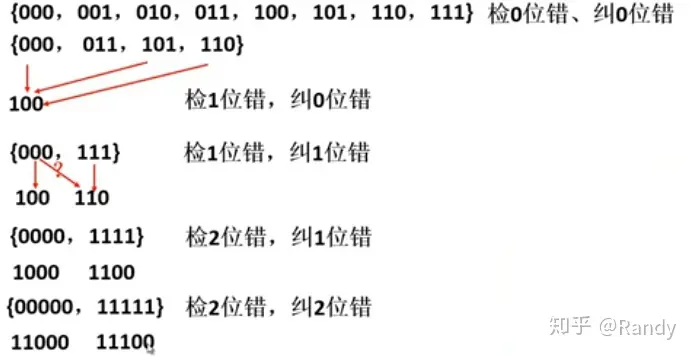 {000, 001, 010, 011, 100, 101, 110, 111} 检0位错、纠0位错
{000, 011, 101, 110}
100 检1位错，纠0位错
{000, 111} 检1位错，纠1位错
?
100 110
{0000, 1111} 检2位错，纠1位错
1000 1100
{00000, 11111} 检2位错，纠2位错
11000 11100
知乎 @Randy